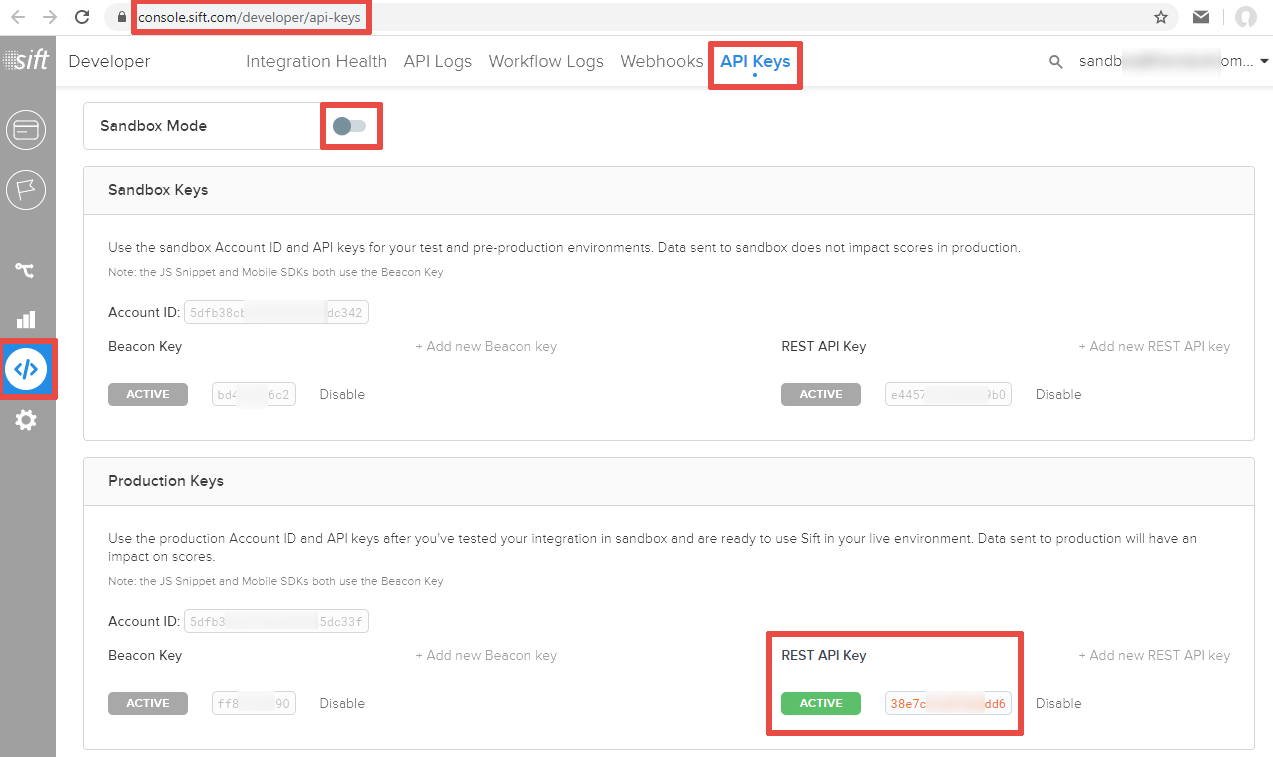 console.sift.com/developer/api-keys
sift
Developer
Integration Health
API Logs
Workflow Logs
Webhooks
API Keys
sandb
om...
Sandbox Mode
Sandbox Keys
Use the sandbox Account ID and API keys for your test and pre-production environments. Data sent to sandbox does not impact scores in production.
Note: the JS Snippet and Mobile SDKs both use the Beacon Key
Account ID: 5dfb38cb dc342
Beacon Key
+ Add new Beacon key
REST API Key
+ Add new REST API key
ACTIVE
bd4 6c2
Disable
ACTIVE
e4457 9b0
Disable
Production Keys
Use the production Account ID and API keys after you've tested your integration in sandbox and are ready to use Sift in your live environment. Data sent to production will have an
impact on scores.
Note: the JS Snippet and Mobile SDKs both use the Beacon Key
Account ID: 5dfb3 5dc33f
Beacon Key
+ Add new Beacon key
REST API Key
+ Add new REST API key
ACTIVE
ff8 90
Disable
ACTIVE
38e7c dd6
Disable